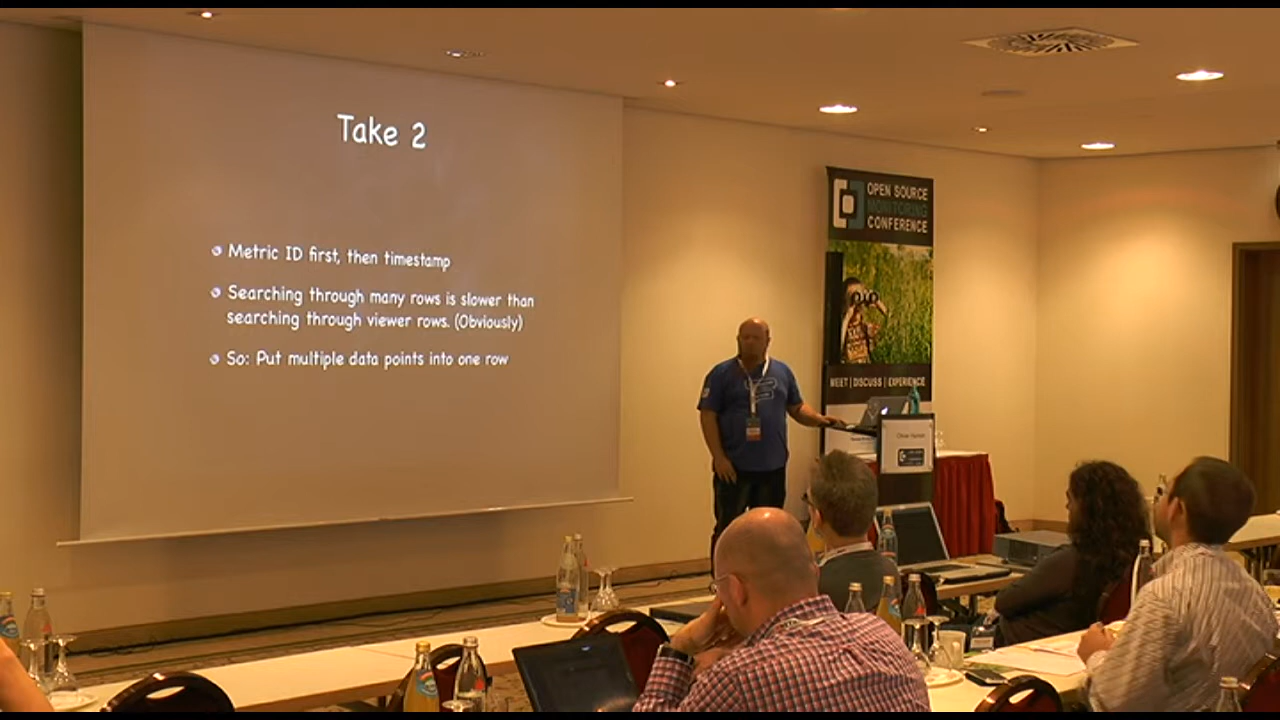 Take 2
Metric ID first, then timestamp
Searching through many rows is slower than
searching through viewer rows. (Obviously)
So: Put multiple data points into one row
OPEN SOURCE
MONITORING
CONFERENCE
MEET | DISCUSS | EXPERIENCE